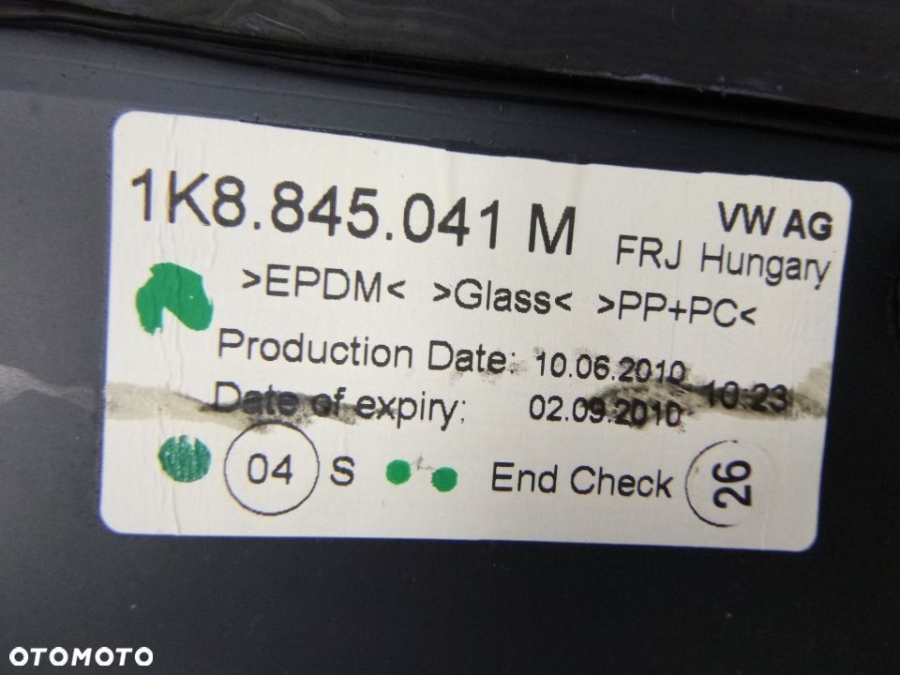 1K8.845.041 M
VW AG
FRJ Hungary
>EPDM< >Glass< >PP+PC<
Production Date: 10.06.2010 10:23
Date of expiry: 02.09.2010
04 S End Check 26
OTOMOTO